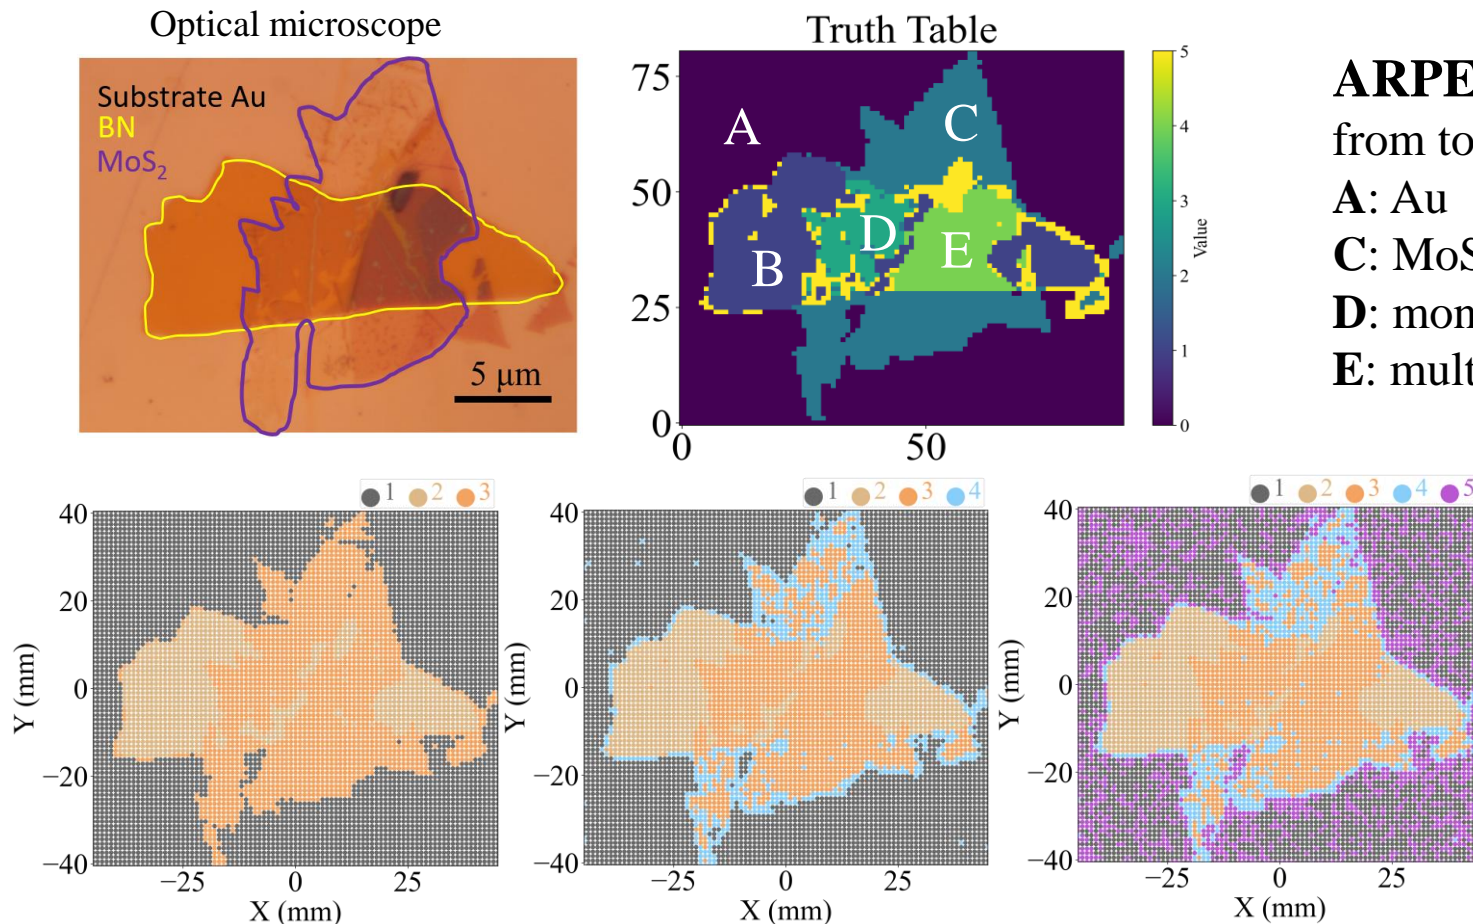 Optical microscope
Substrate Au
BN
MoS₂
5 μm
Truth Table
75
50
25
0
0
50
A
B
C
D
E
5
4
3
2
1
0
Value
ARPE
from to
A: Au
C: MoS
D: mon
E: mult
1 2 3
40
20
0
−20
−40
Y (mm)
−25 0 25
X (mm)
1 2 3 4
40
20
0
−20
−40
Y (mm)
−25 0 25
X (mm)
1 2 3 4 5
40
20
0
−20
−40
Y (mm)
−25 0 25
X (mm)